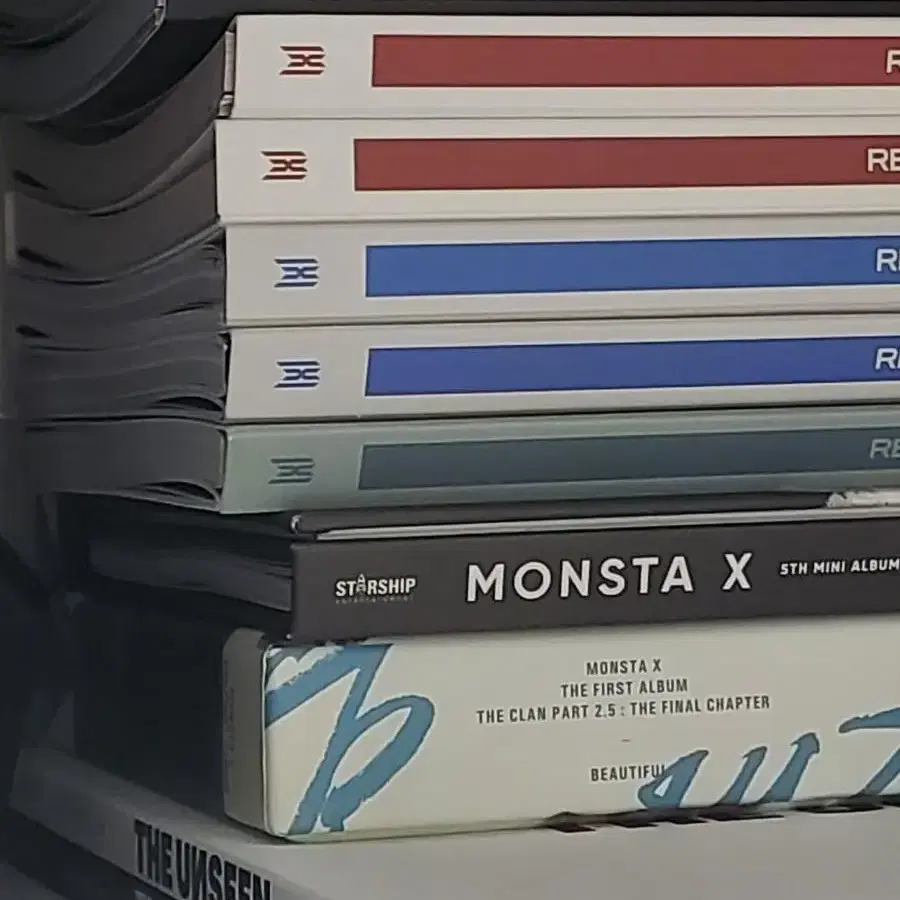 R
RE
RE
RE
RE
STARSHIP
MONSTA X 5TH MINI ALBUM
MONSTA X
THE FIRST ALBUM
THE CLAN PART 2.5 : THE FINAL CHAPTER
BEAUTIFUL
THE UNSEEN